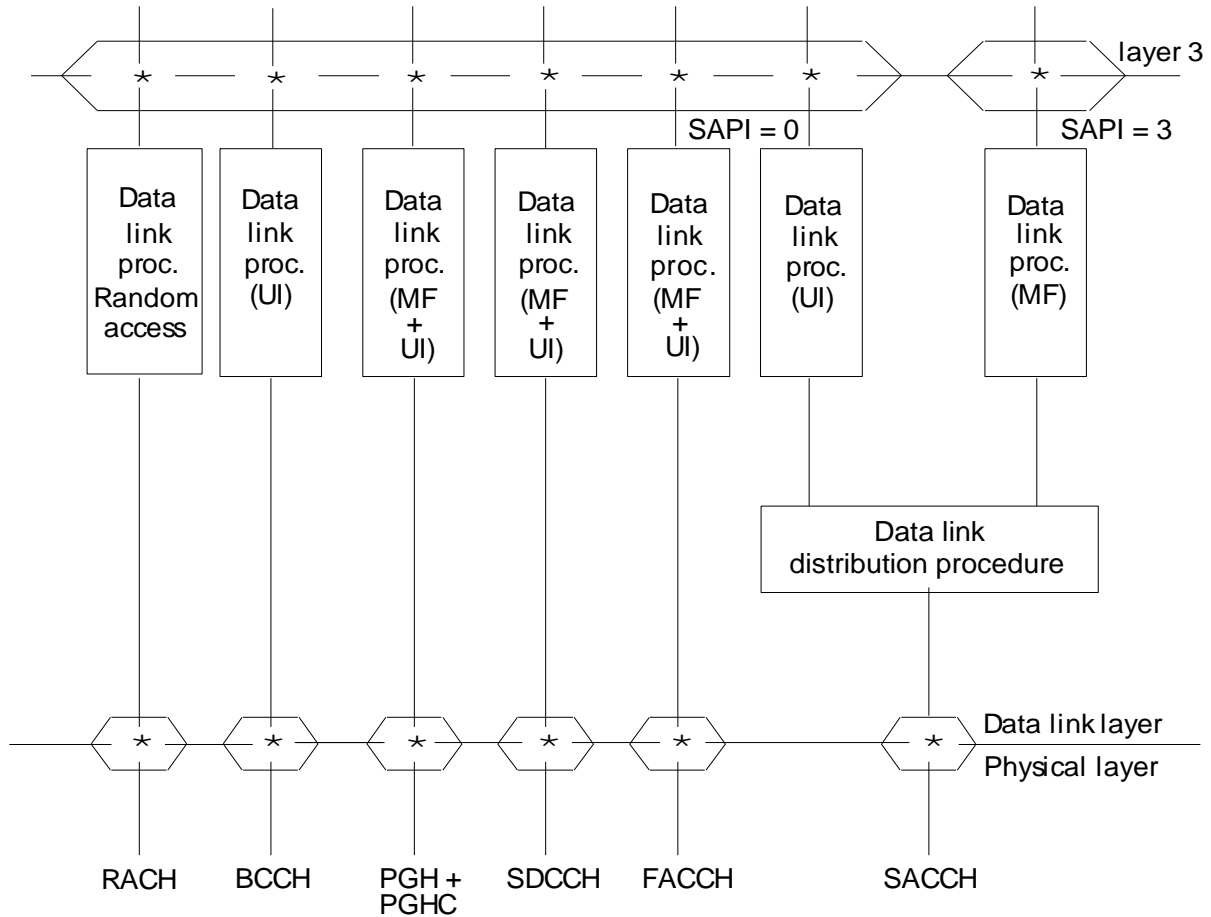 layer 3
SAPI = 0
SAPI = 3
Data
link
proc.
Random
access
Data
link
proc.
(UI)
Data
link
proc.
(MF
+
UI)
Data
link
proc.
(MF
+
UI)
Data
link
proc.
(MF
+
UI)
Data
link
proc.
(UI)
Data
link
proc.
(MF)
Data link
distribution procedure
Data link layer
Physical layer
RACH
BCCH
PGH +
PGHC
SDCCH
FACCH
SACCH